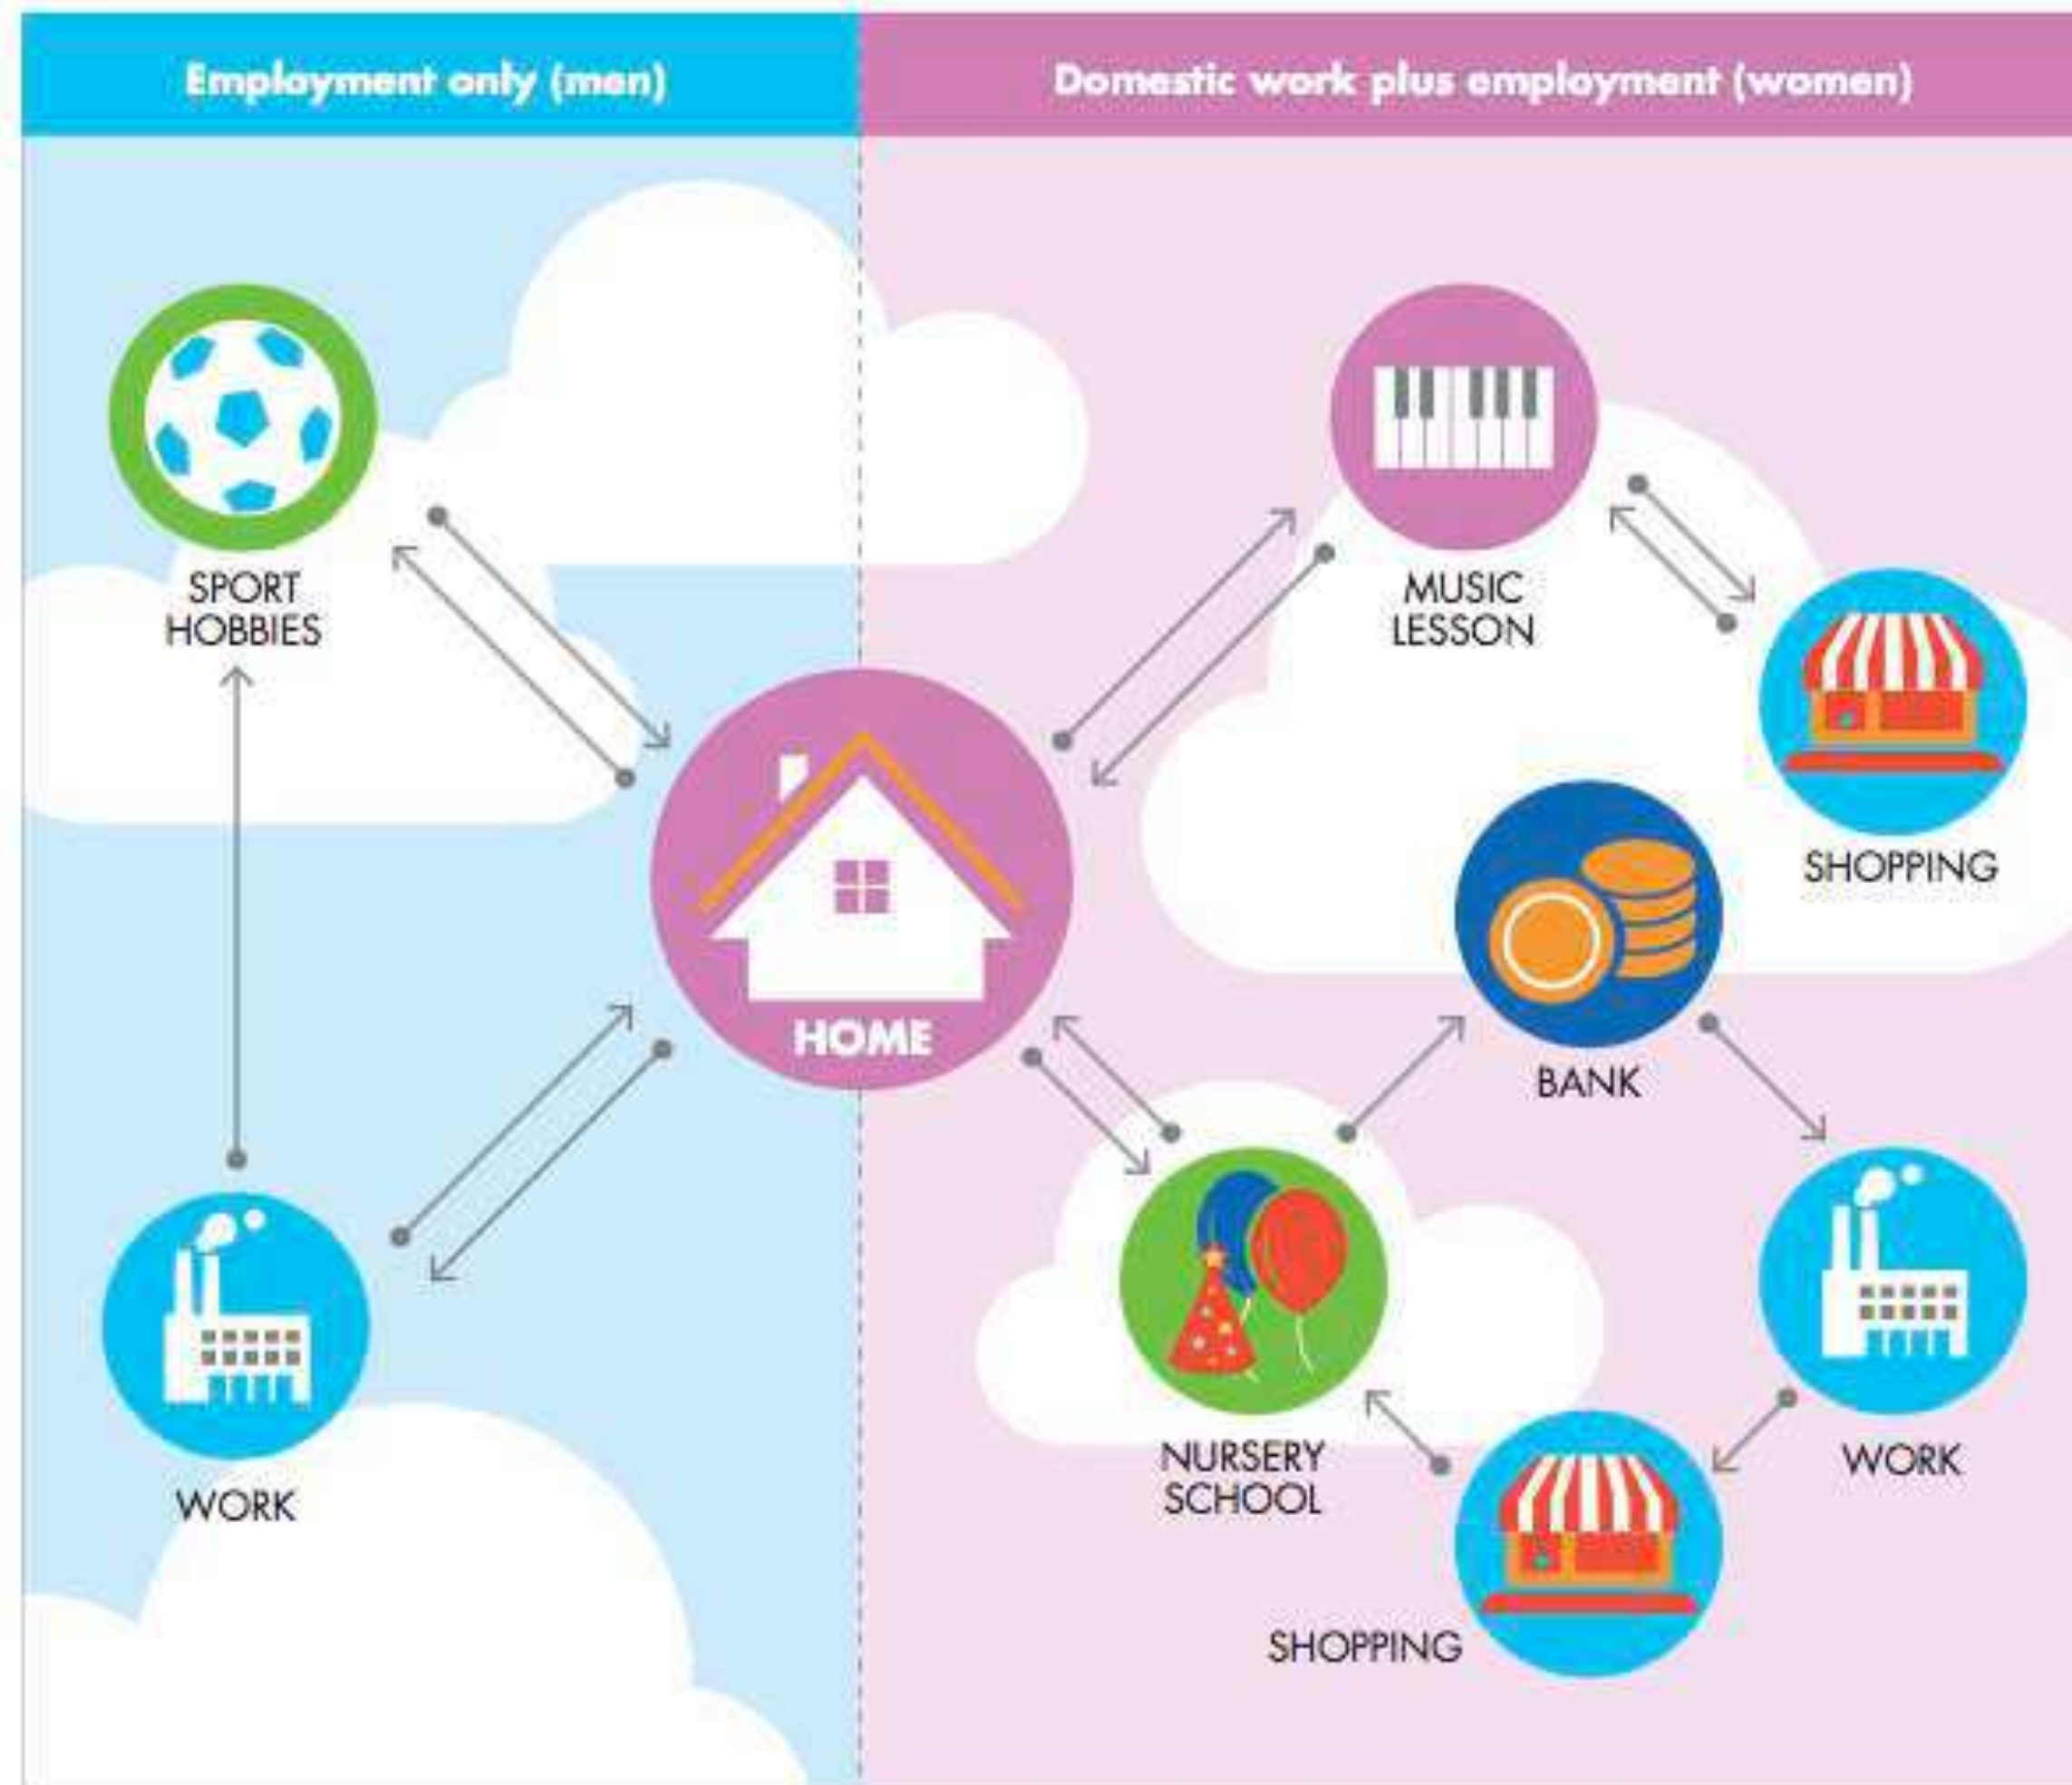 Employment only (men)
Domestic work plus employment (women)
SPORT
HOBBIES
MUSIC
LESSON
SHOPPING
HOME
BANK
NURSERY
SCHOOL
WORK
WORK
SHOPPING